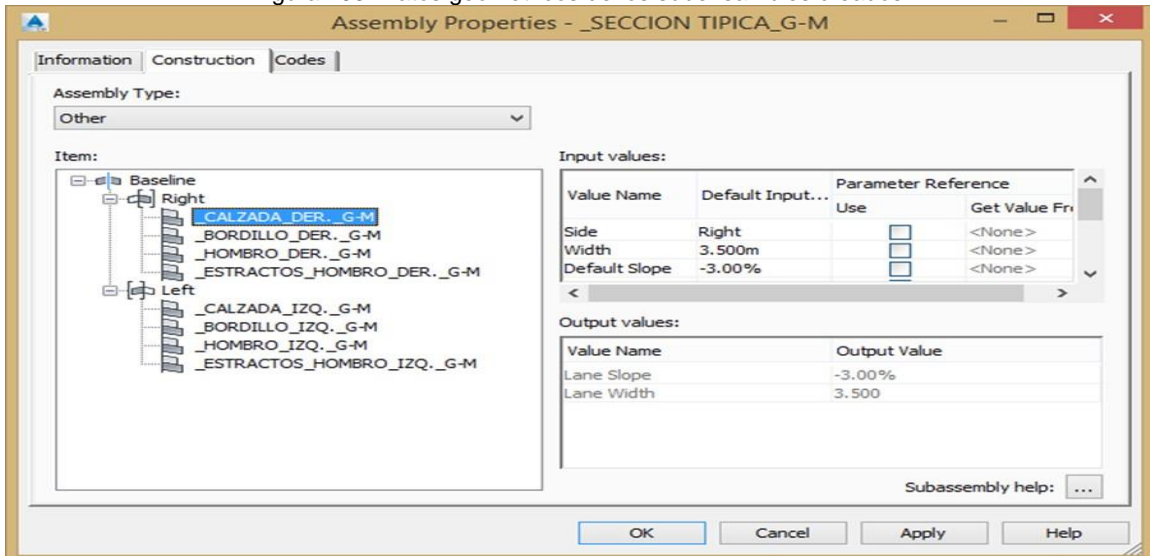 Assembly Properties - _SECCION TIPICA_G-M
Information Construction Codes
Assembly Type:
Other
Item:
Baseline
Right
_CALZADA_DER._G-M
_BORDILLO_DER._G-M
_HOMBRO_DER._G-M
_ESTRACTOS_HOMBRO_DER._G-M
Left
_CALZADA_IZQ._G-M
_BORDILLO_IZQ._G-M
_HOMBRO_IZQ._G-M
_ESTRACTOS_HOMBRO_IZQ._G-M
Input values:
Value Name Default Input... Parameter Reference
Use Get Value Fr
Side Right <None>
Width 3.500m <None>
Default Slope -3.00% <None>
Output values:
Value Name Output Value
Lane Slope -3.00%
Lane Width 3.500
Subassembly help: ...
OK Cancel Apply Help